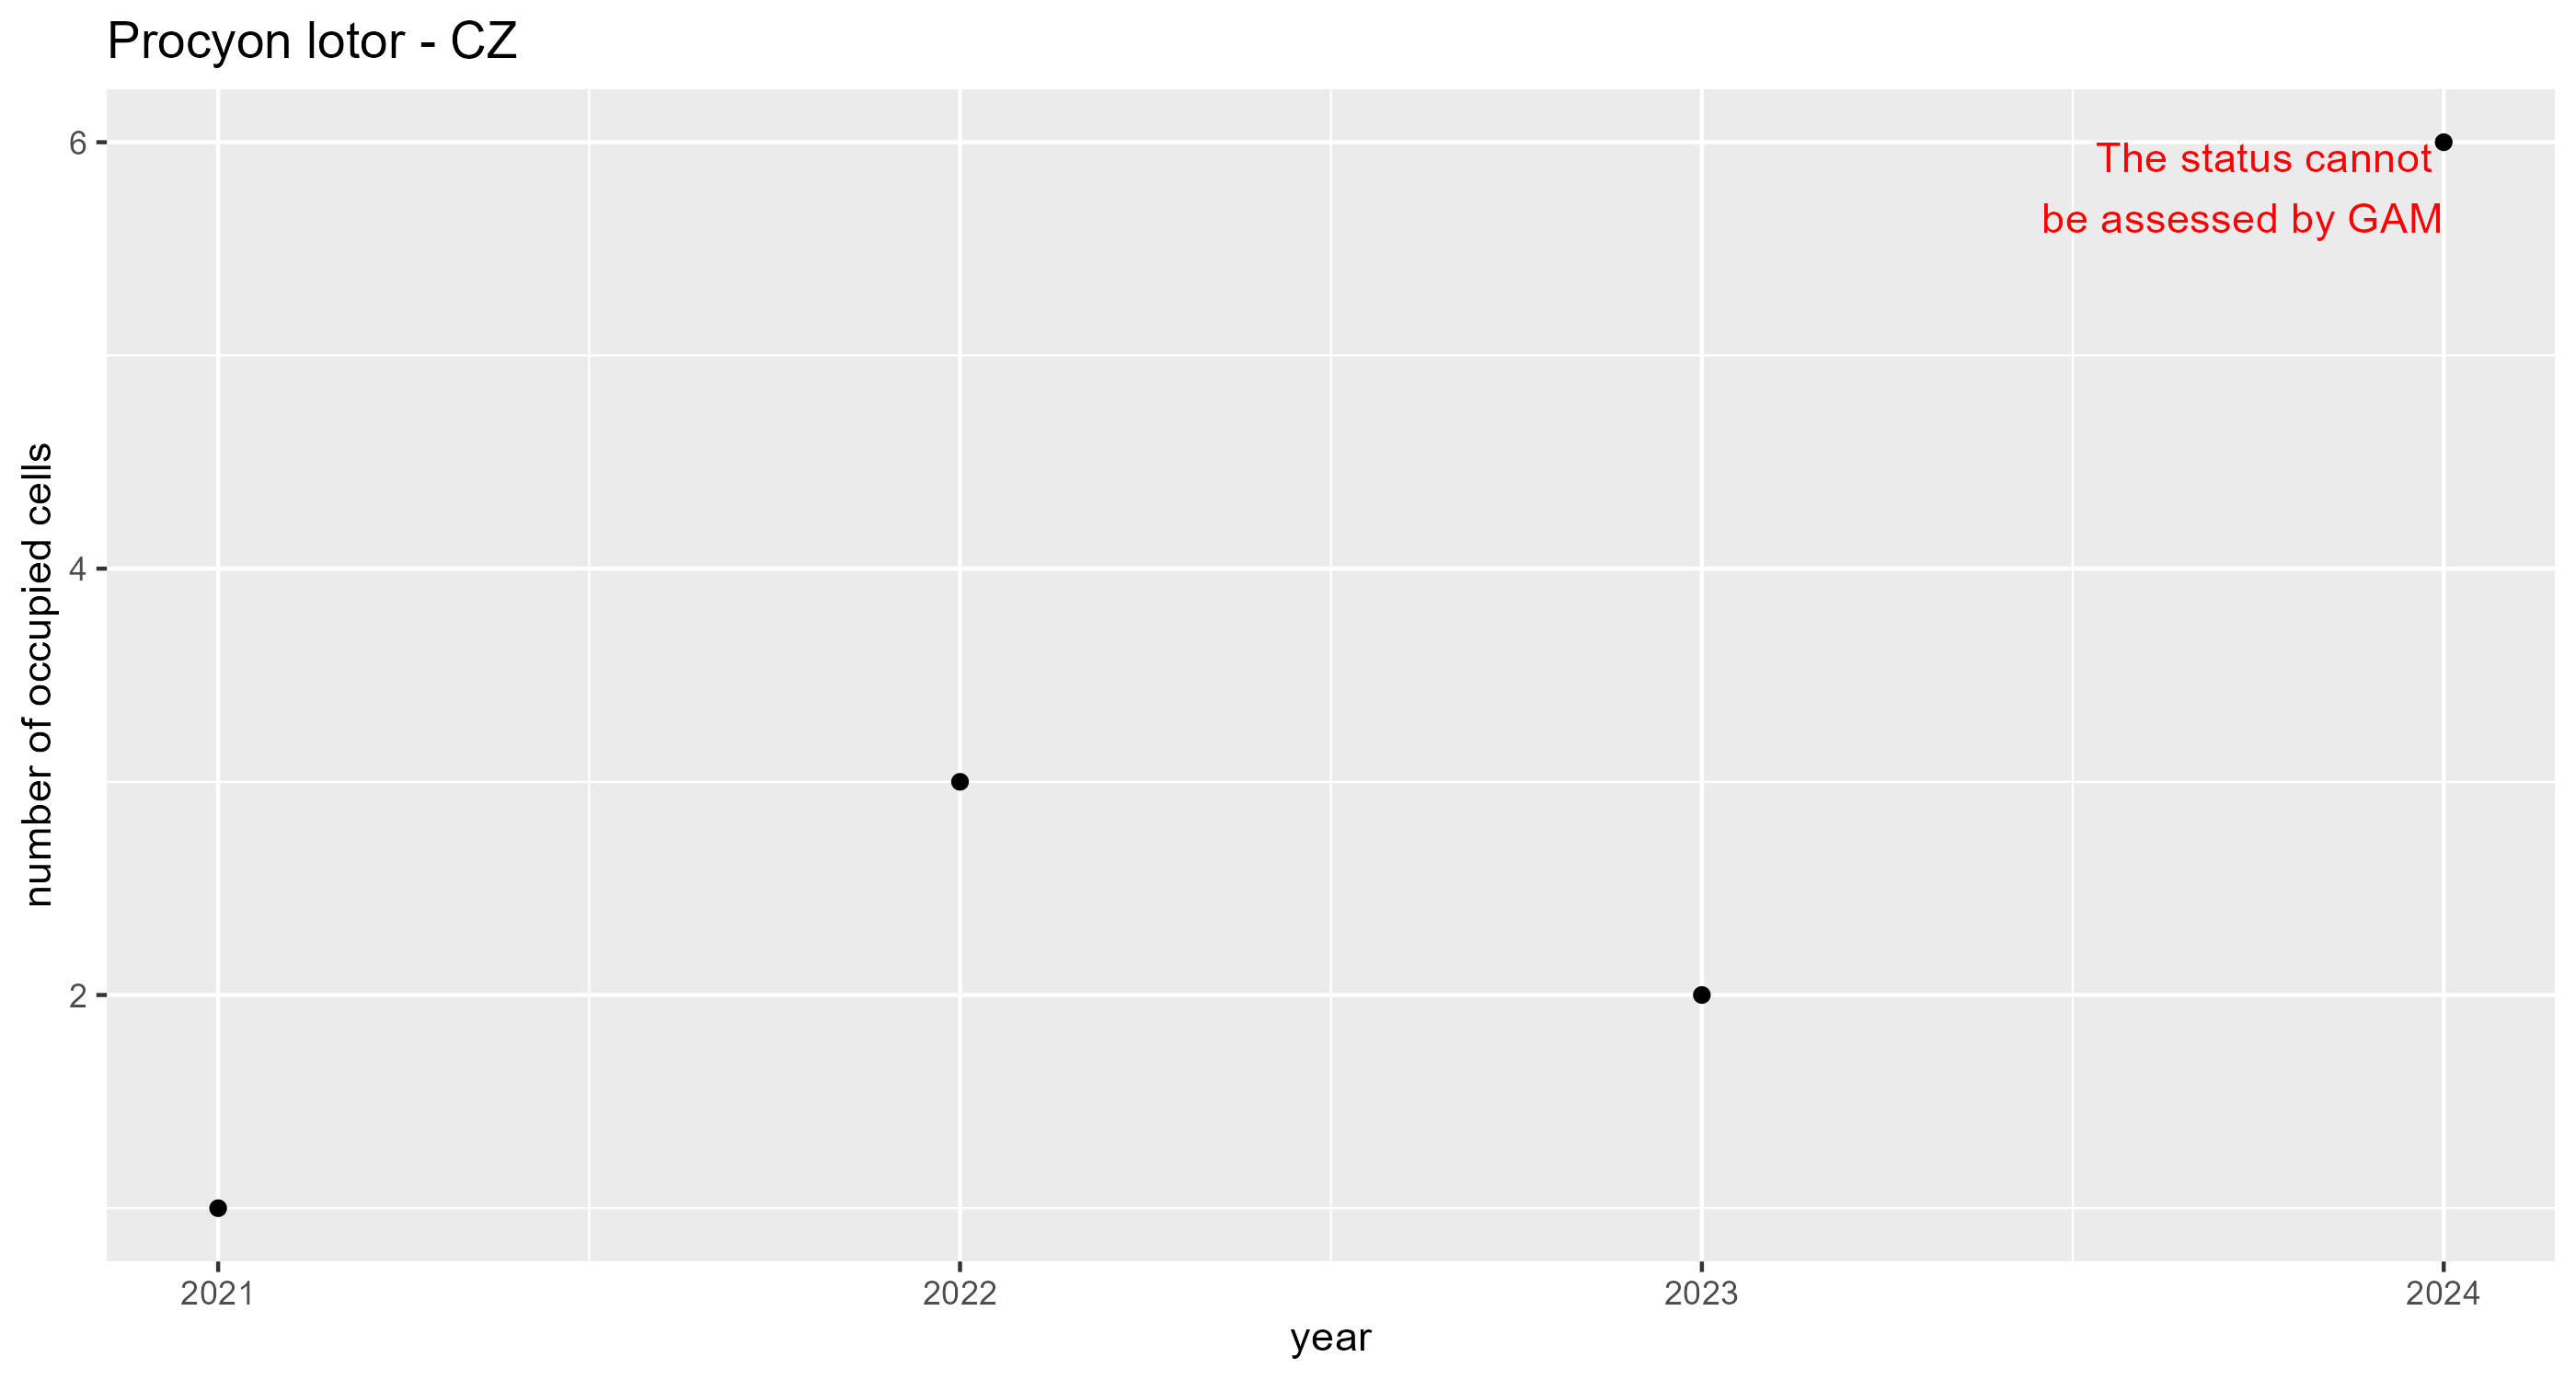 Procyon lotor - CZ
The status cannot
be assessed by GAM
number of occupied cells
6
4
2
2021
2022
2023
2024
year